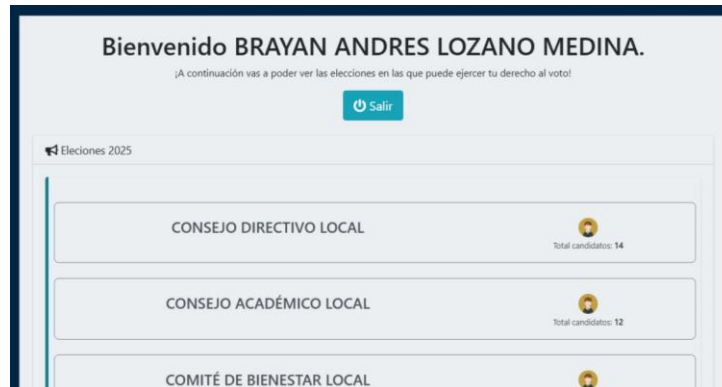 Bienvenido BRAYAN ANDRES LOZANO MEDINA.
¡A continuación vas a poder ver las elecciones en las que puede ejercer tu derecho al voto!
Salir
Eleciones 2025
CONSEJO DIRECTIVO LOCAL
Total candidatos: 14
CONSEJO ACADÉMICO LOCAL
Total candidatos: 12
COMITÉ DE BIENESTAR LOCAL